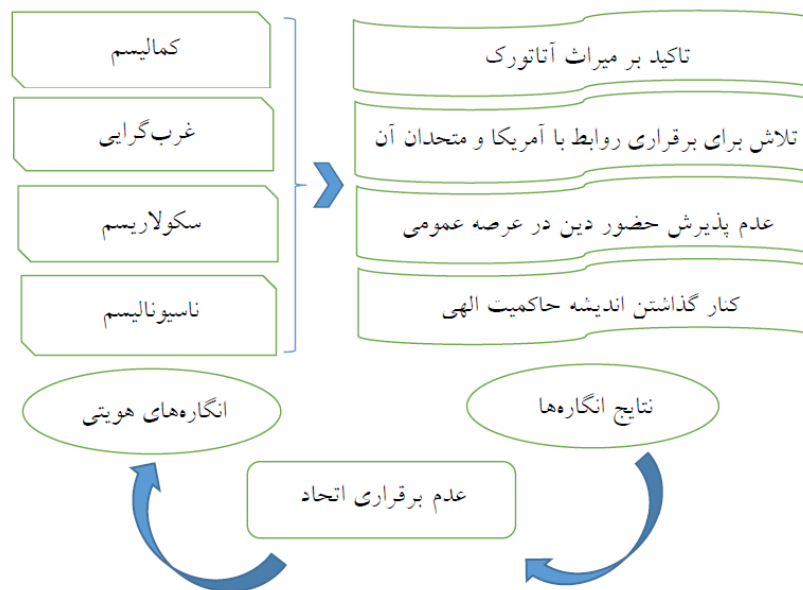 کمالیسم
غرب‌گرایی
سکولاریسم
ناسیونالیسم
تاکید بر میراث آتاتورک
تلاش برای برقراری روابط با آمریکا و متحدان آن
عدم پذیرش حضور دین در عرصه عمومی
کنار گذاشتن اندیشه حاکمیت الهی
انگاره‌های هویتی
نتایج انگاره‌ها
عدم برقراری اتحاد